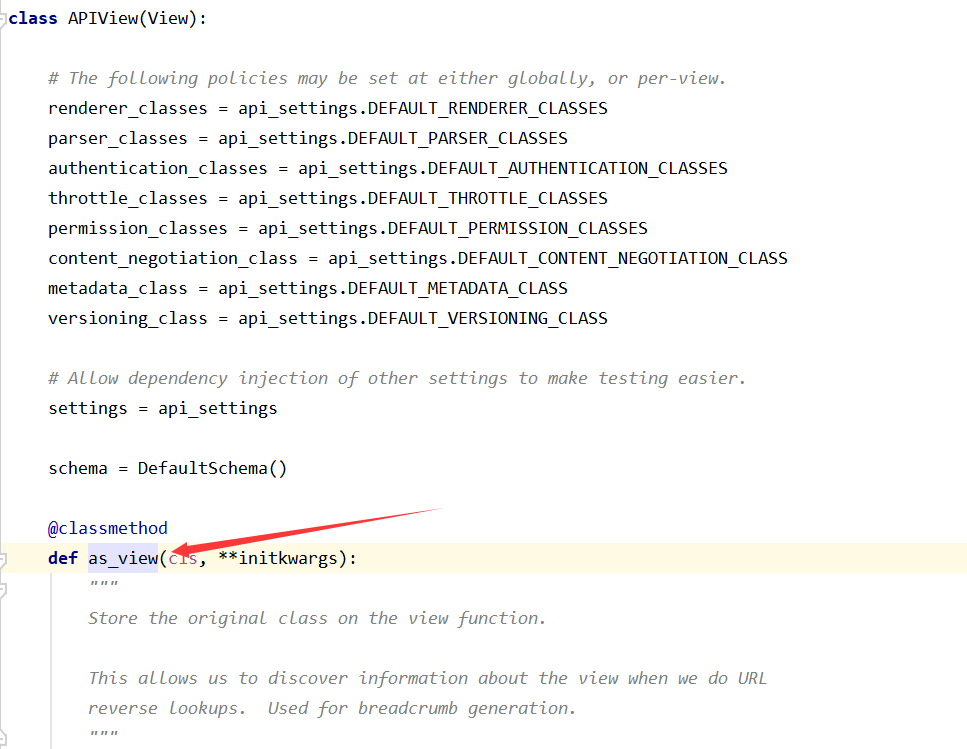 class APIView(View):
# The following policies may be set at either globally, or per-view.
renderer_classes = api_settings.DEFAULT_RENDERER_CLASSES
parser_classes = api_settings.DEFAULT_PARSER_CLASSES
authentication_classes = api_settings.DEFAULT_AUTHENTICATION_CLASSES
throttle_classes = api_settings.DEFAULT_THROTTLE_CLASSES
permission_classes = api_settings.DEFAULT_PERMISSION_CLASSES
content_negotiation_class = api_settings.DEFAULT_CONTENT_NEGOTIATION_CLASS
metadata_class = api_settings.DEFAULT_METADATA_CLASS
versioning_class = api_settings.DEFAULT_VERSIONING_CLASS
# Allow dependency injection of other settings to make testing easier.
settings = api_settings
schema = DefaultSchema()
@classmethod
def as_view(cls, **initkwargs):
"""
Store the original class on the view function.
This allows us to discover information about the view when we do URL
reverse lookups.  Used for breadcrumb generation.
"""